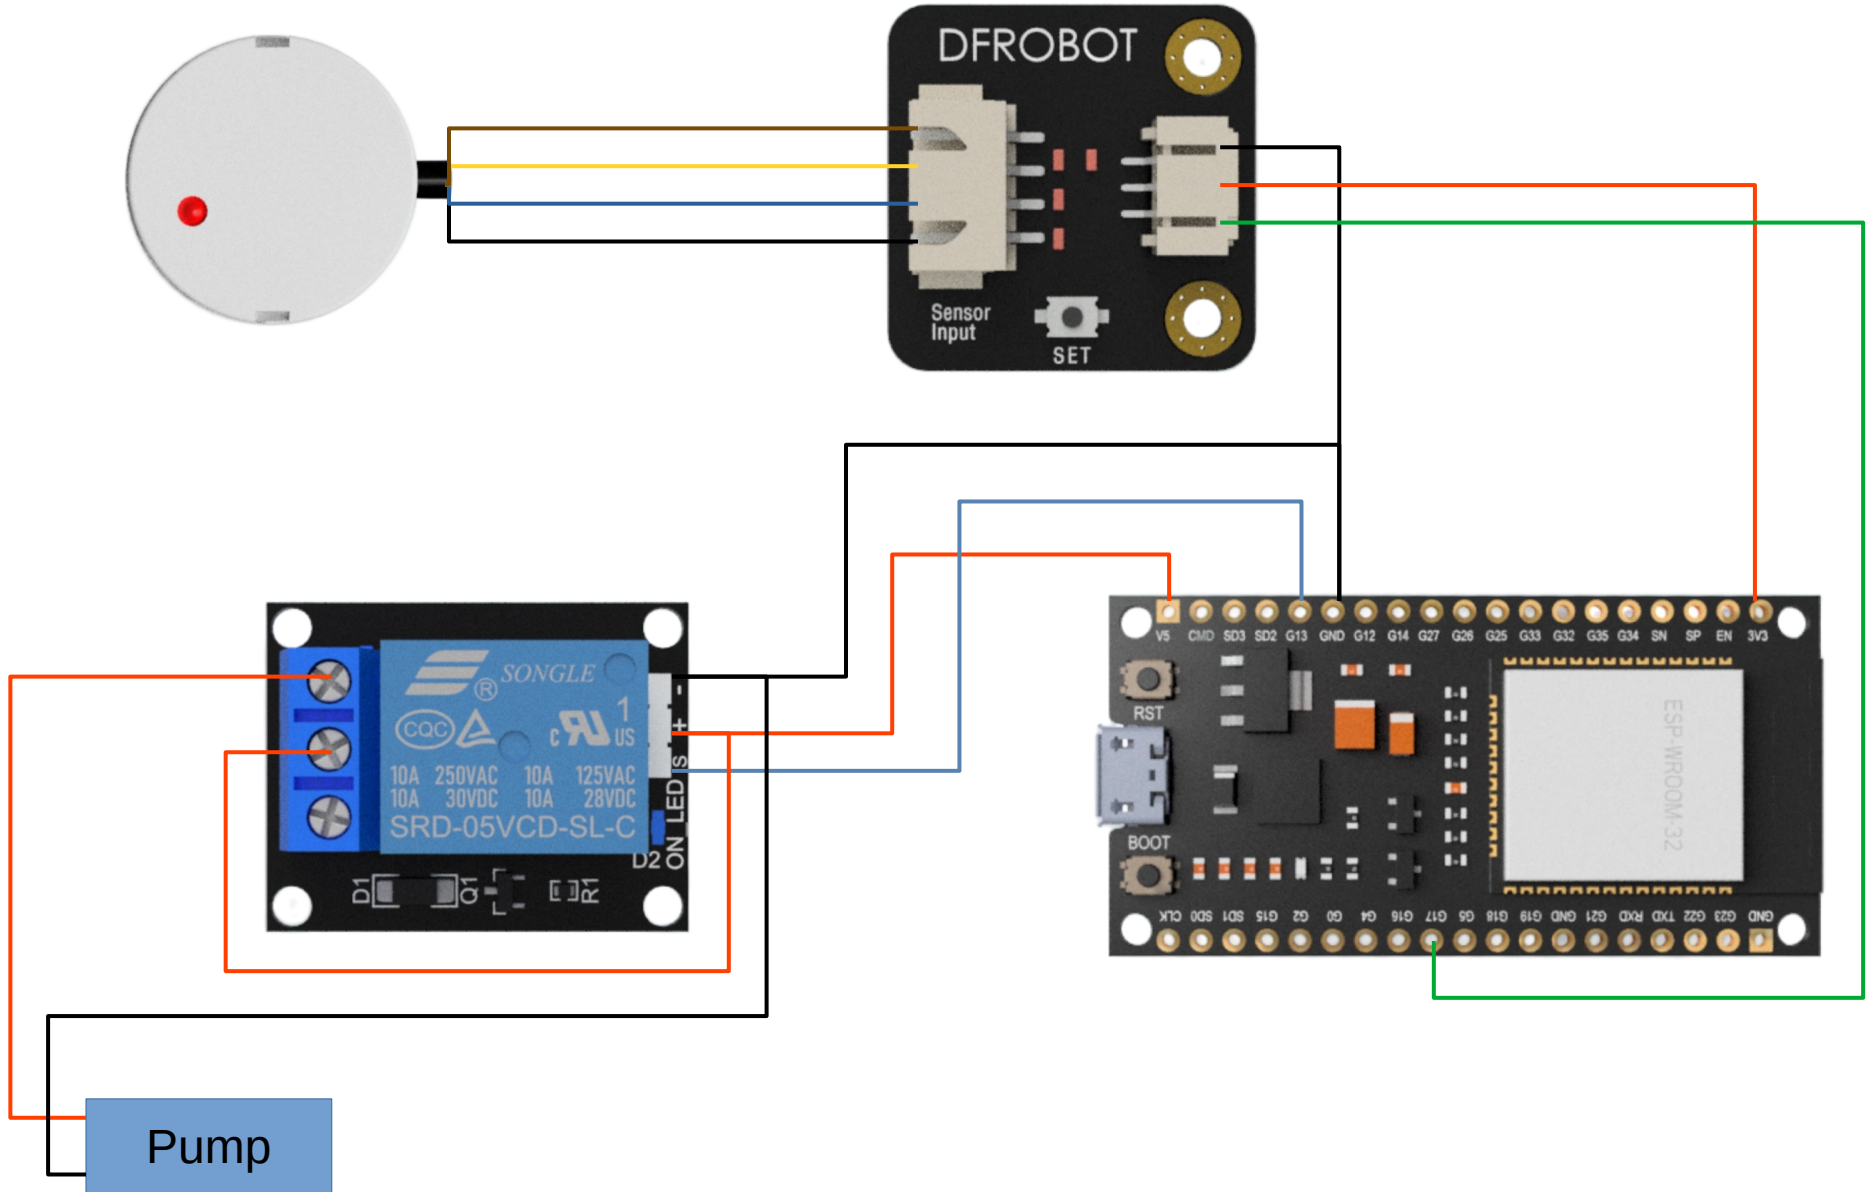 DFROBOT
Sensor
Input
SET
V5 CMD SD3 SD2 G13 GND G12 G14 G27 G26 G25 G33 G32 G35 G34 SN SP EN 3V3
RST
BOOT
ESP-WROOM-32
CLK SD0 SD1 G15 G2 G0 G4 G16 G17 G5 G18 G19 GND G21 RXD TXD G22 G23 GND
® SONGLE
CQC c RU US 1
10A 250VAC 10A 125VAC
10A 30VDC 10A 28VDC
SRD-05VCD-SL-C
- + S
ON_LED
D2
D1
Q1
R1
Pump